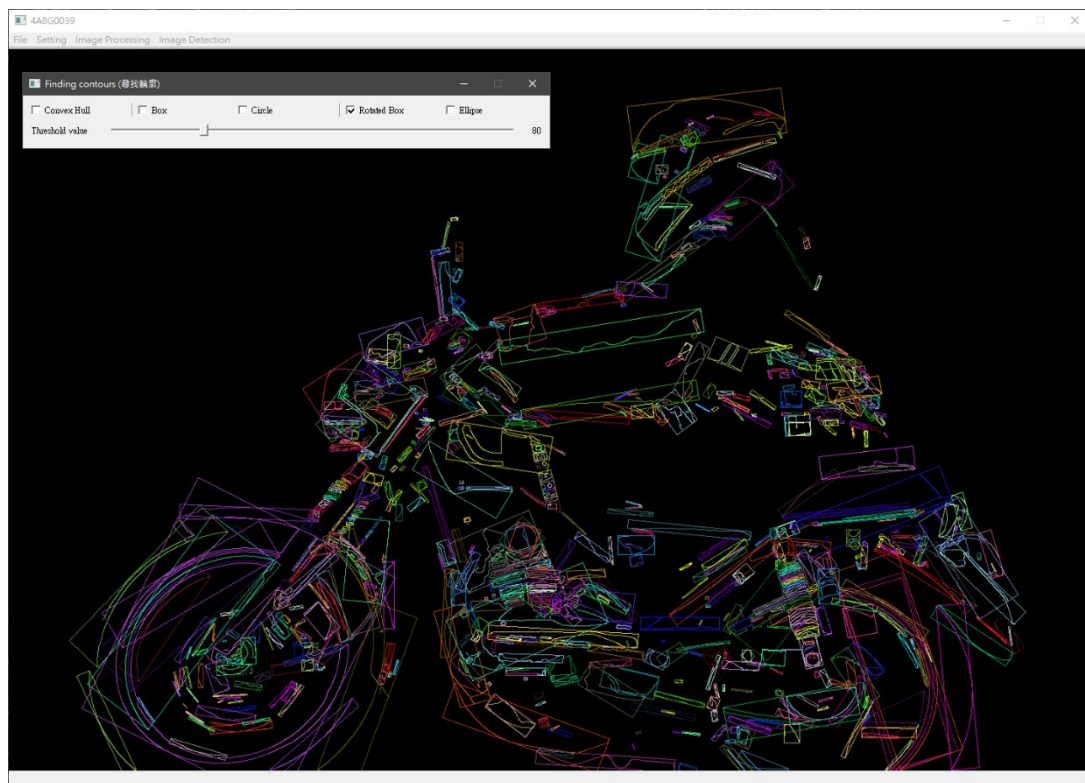 4A8G0039
File Setting Image Processing Image Detection
Finding contours (尋找輪廓)
Convex Hull Box Circle Rotated Box Ellipse
Threshold value 80